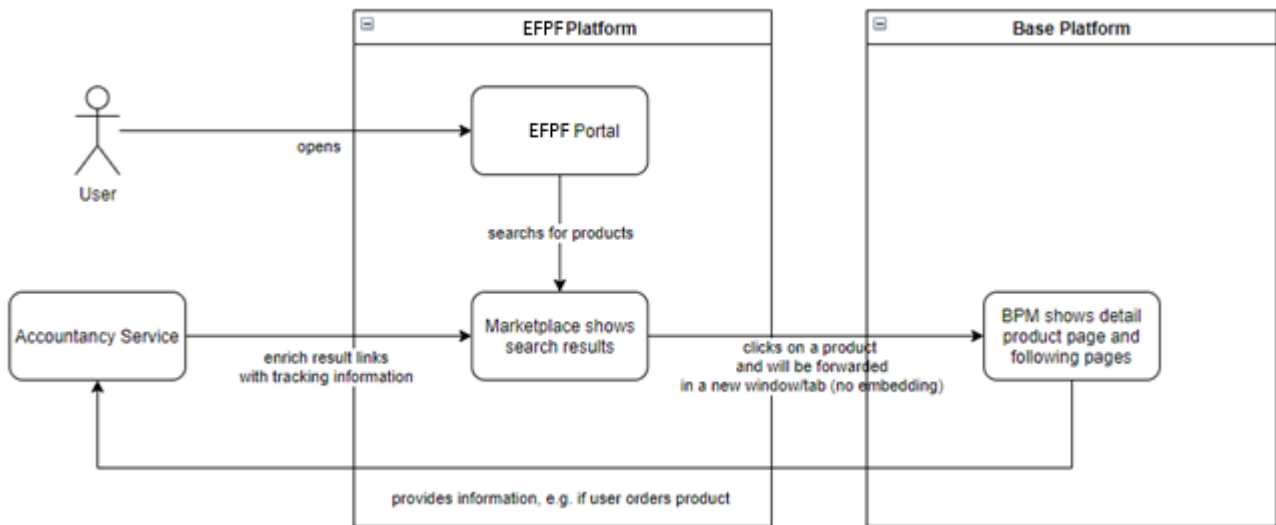 EFPF Platform
Base Platform
EFPF Portal
opens
User
searchs for products
Accountancy Service
Marketplace shows
search results
BPM shows detail
product page and
following pages
enrich result links
with tracking information
clicks on a product
and will be forwarded
in a new window/tab (no embedding)
provides information, e.g. if user orders product